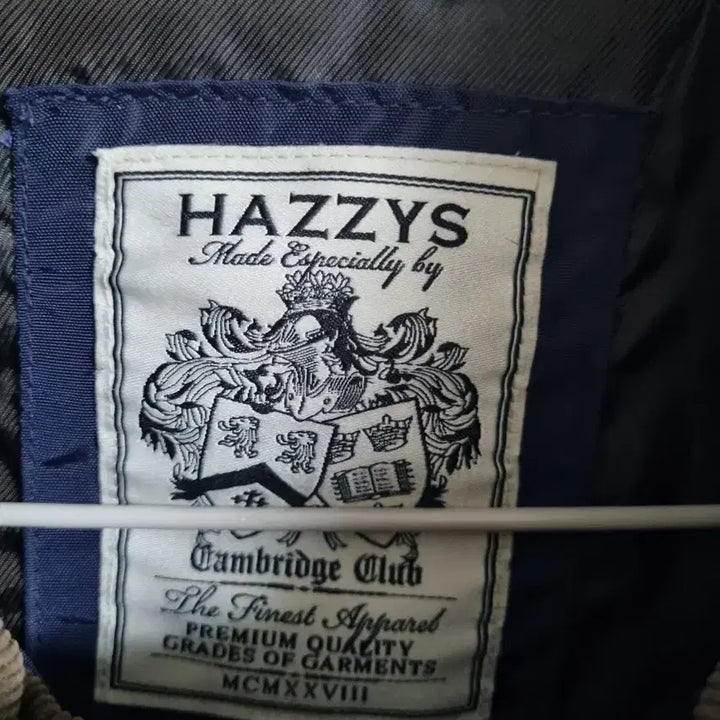 HAZZYS
Made Especially by
Cambridge Club
The Finest Apparel
PREMIUM QUALITY
GRADES OF GARMENTS
MCMXXVIII